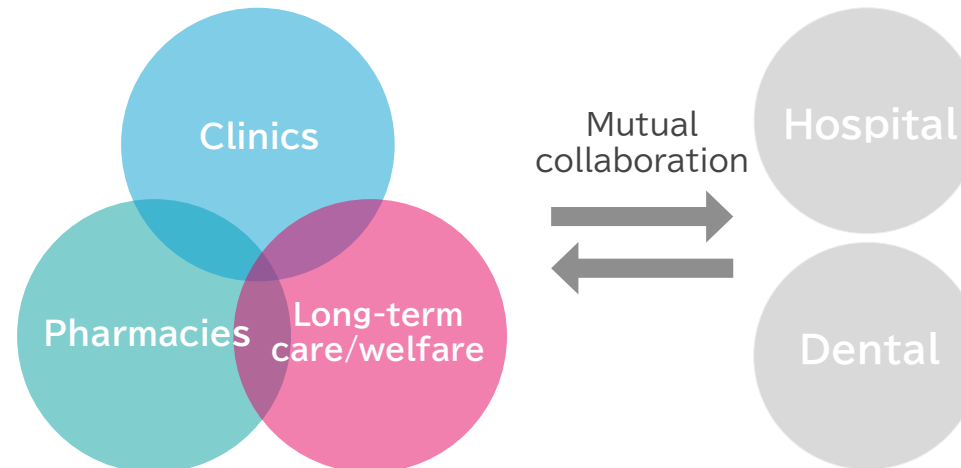 Clinics
Pharmacies
Long-term
care/welfare
Mutual
collaboration
Hospital
Dental